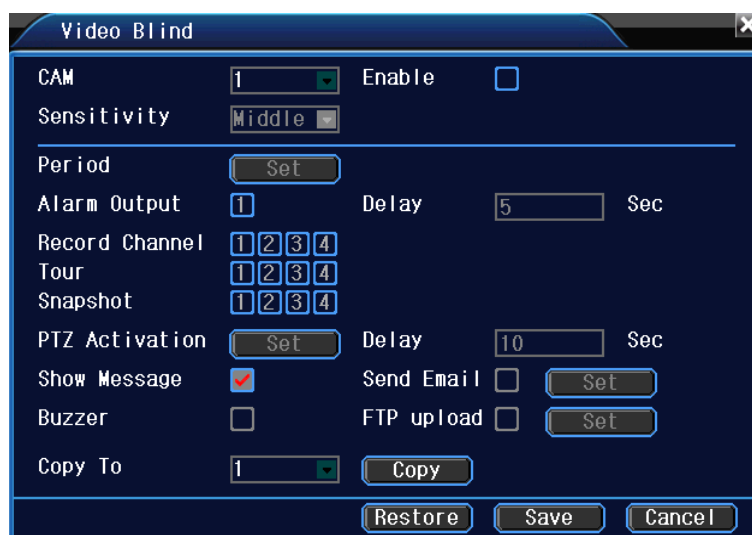 Video Blind
CAM 1 Enable
Sensitivity Middle
Period Set
Alarm Output 1 Delay 5 Sec
Record Channel 1 2 3 4
Tour 1 2 3 4
Snapshot 1 2 3 4
PTZ Activation Set Delay 10 Sec
Show Message Send Email Set
Buzzer FTP upload Set
Copy To 1 Copy
Restore Save Cancel